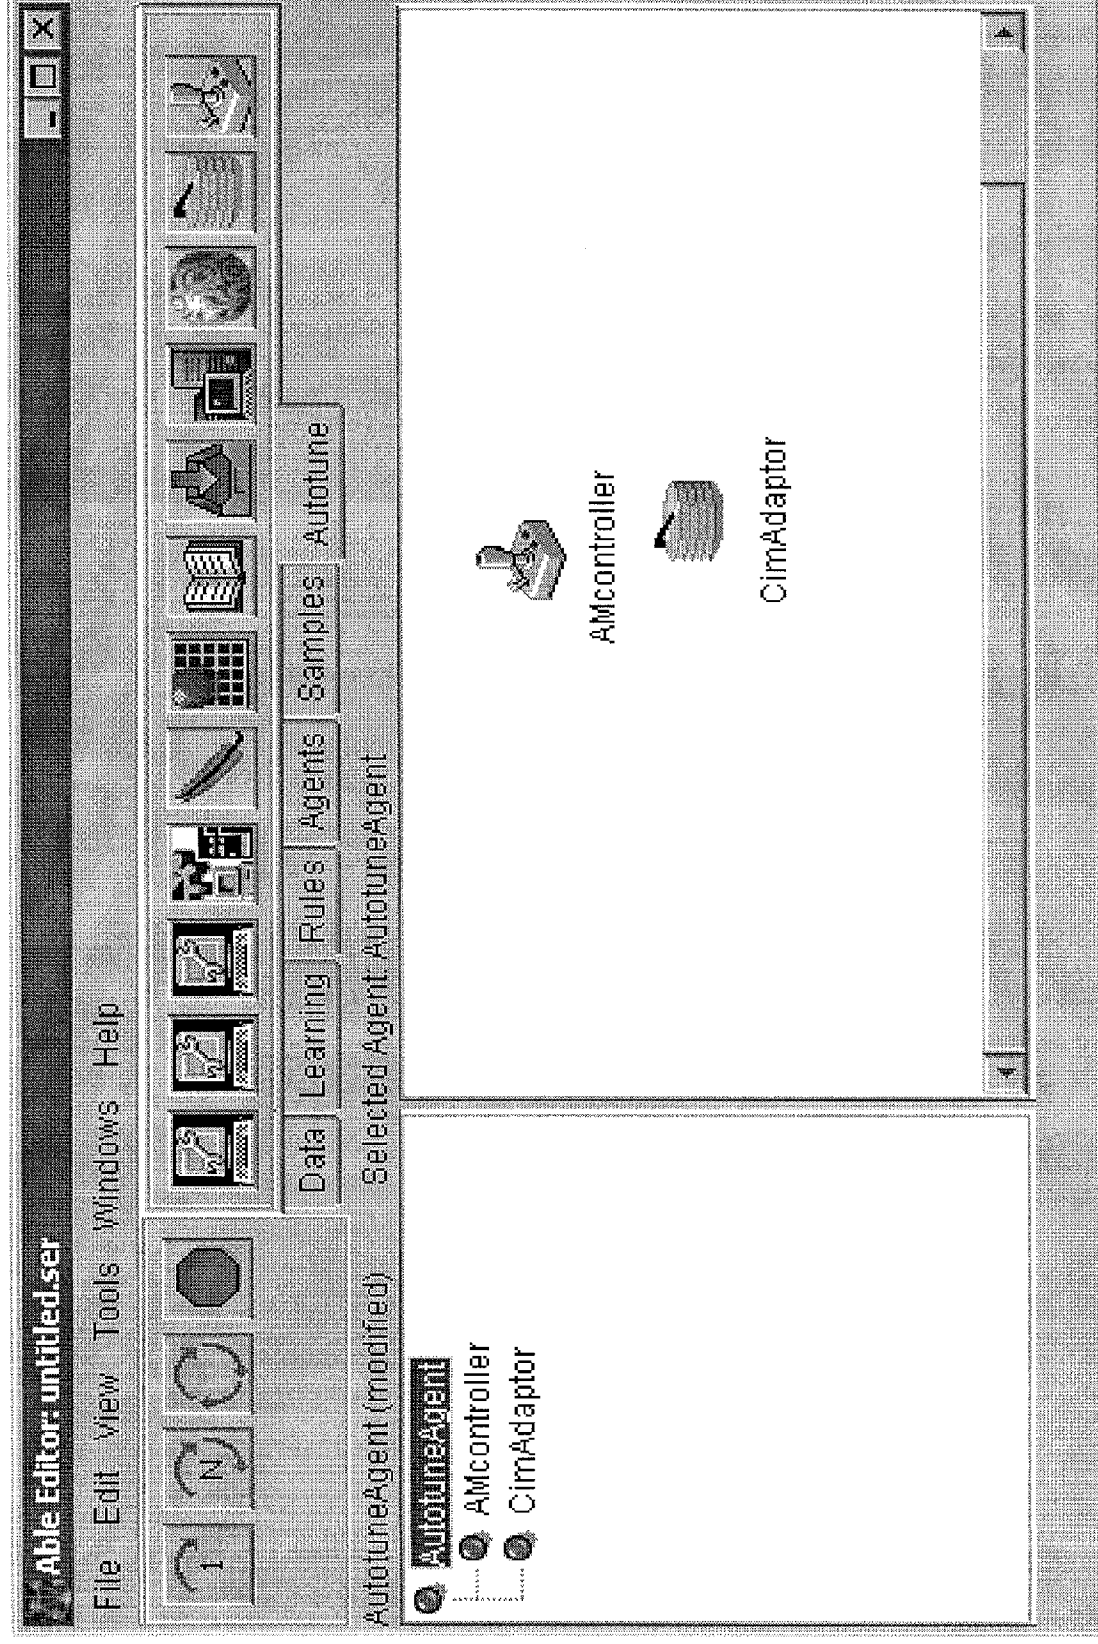 Able Editor: untitled.ser
File Edit View Tools Windows Help
1 N
Data Learning Rules Agents Samples Autotune
AutotuneAgent (modified) Selected Agent: AutotuneAgent
AutotuneAgent
AMcontroller
CimAdaptor
AMcontroller
CimAdaptor